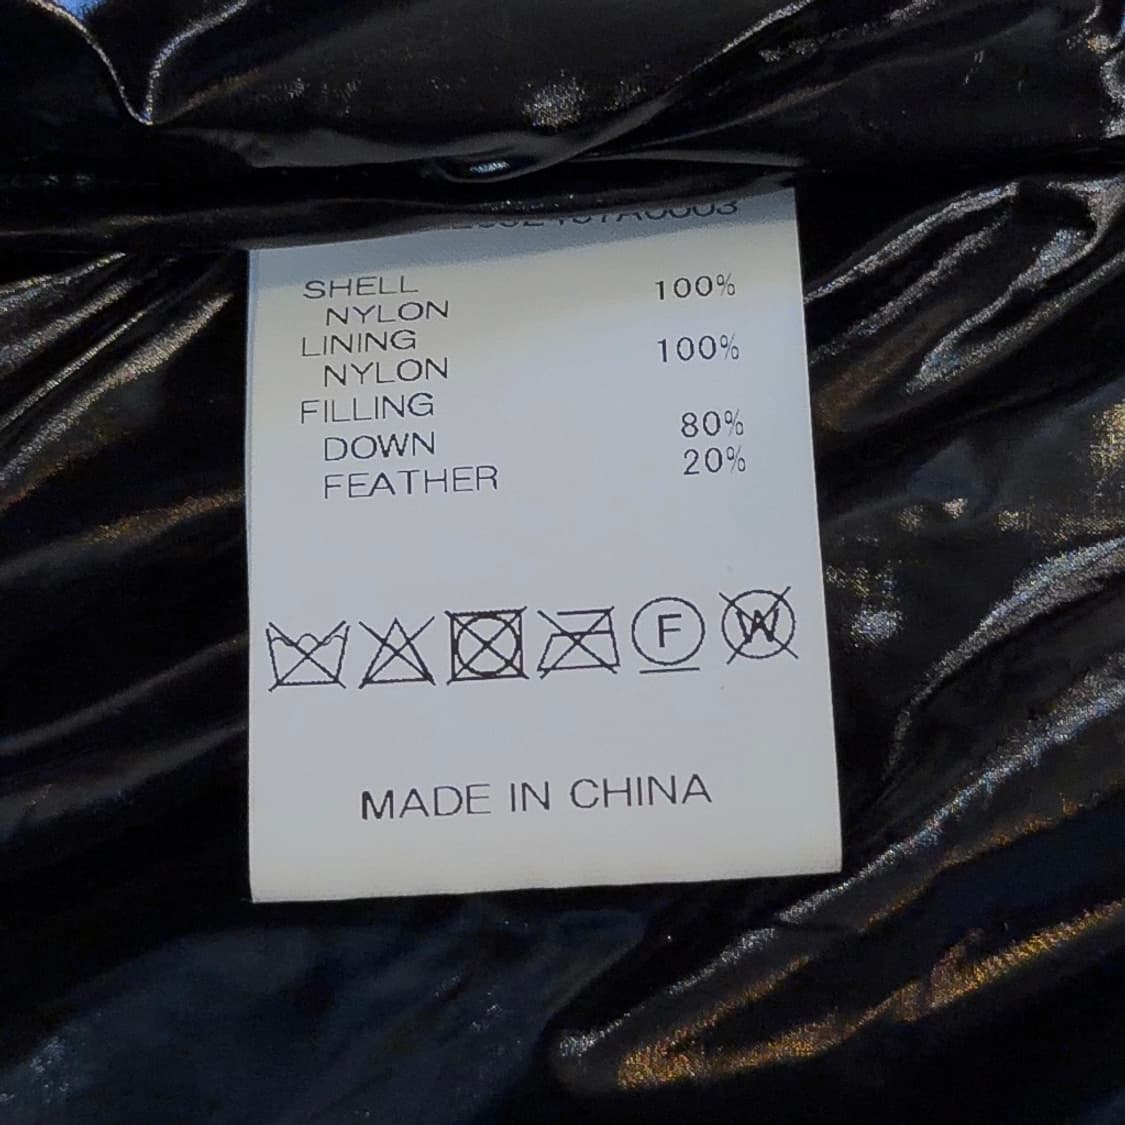 SHELL 100%
NYLON
LINING 100%
NYLON
FILLING
DOWN 80%
FEATHER 20%
F W
MADE IN CHINA